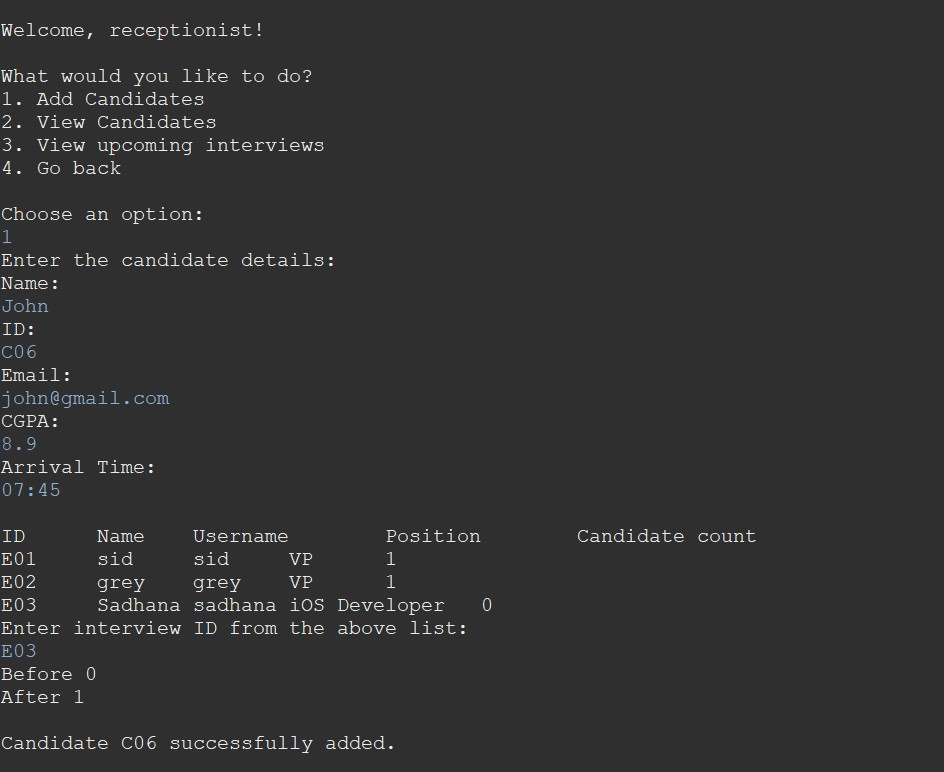 Welcome, receptionist!
What would you like to do?
1. Add Candidates
2. View Candidates
3. View upcoming interviews
4. Go back
Choose an option:
1
Enter the candidate details:
Name:
John
ID:
C06
Email:
john@gmail.com
CGPA:
8.9
Arrival Time:
07:45
ID Name Username Position Candidate count
E01 sid sid VP 1
E02 grey grey VP 1
E03 Sadhana sadhana iOS Developer 0
Enter interview ID from the above list:
E03
Before 0
After 1
Candidate C06 successfully added.